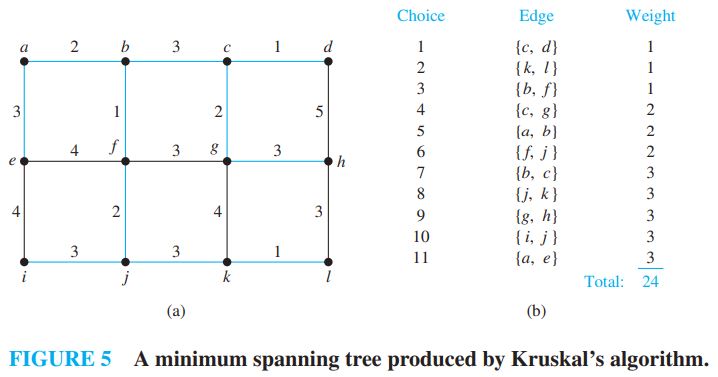 Choice Edge Weight
a 2 b 3 c 1 d
1 {c, d} 1
2 {k, l} 1
3 {b, f} 1
3 1 2 5
4 {c, g} 2
5 {a, b} 2
e 4 f 3 g 3 h
6 {f, j} 2
7 {b, c} 3
8 {j, k} 3
4 2 4 3
9 {g, h} 3
10 {i, j} 3
3 3 1
11 {a, e} 3
i j k l
Total: 24
(a) (b)
FIGURE 5 A minimum spanning tree produced by Kruskal’s algorithm.